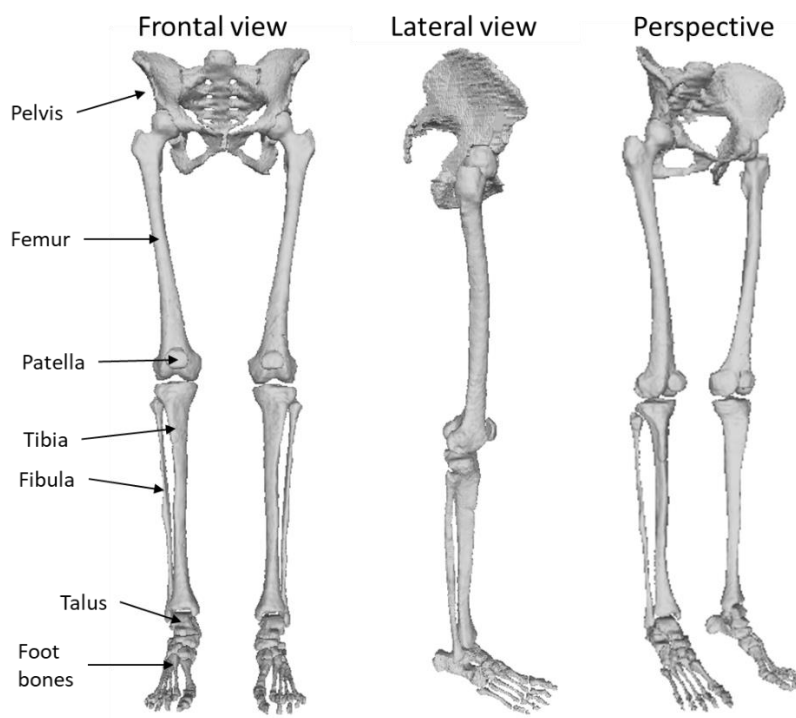 Frontal view
Lateral view
Perspective
Pelvis
Femur
Patella
Tibia
Fibula
Talus
Foot
bones